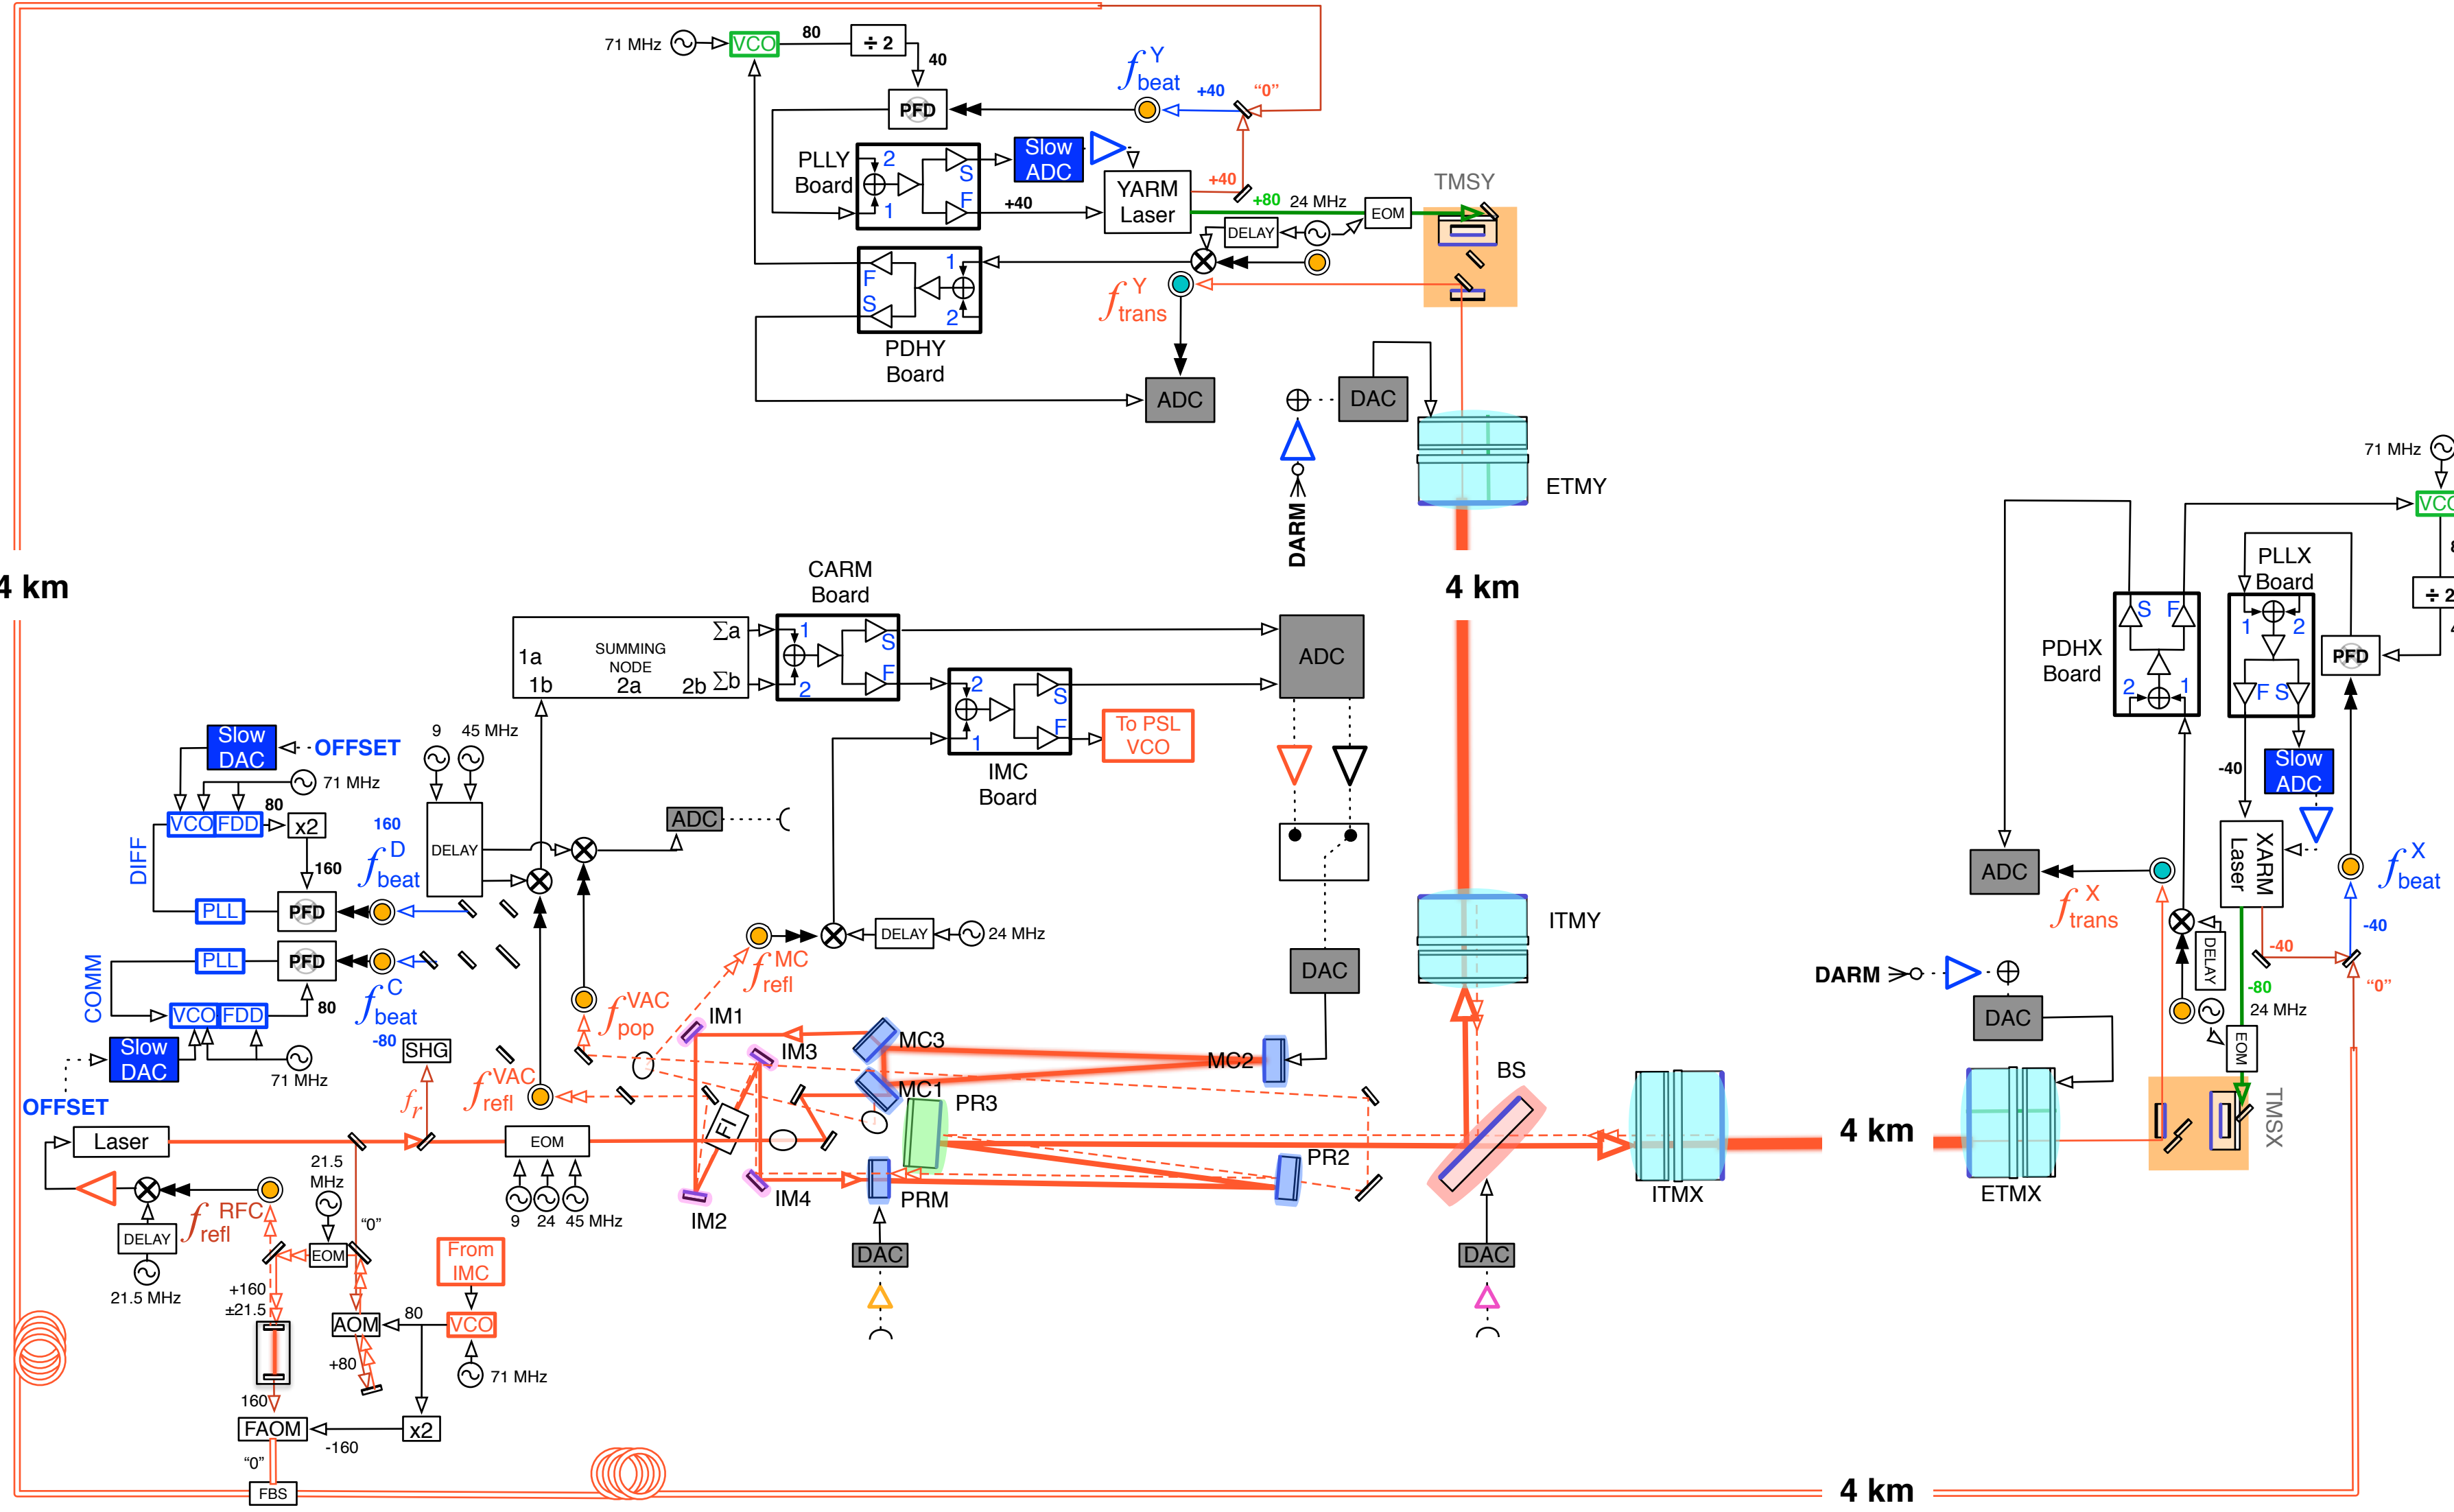 71 MHz
VCO
80
÷ 2
40
f Y beat
+40
“0”
PFD
PLLY
Board
2
1
S
F
Slow
ADC
+40
YARM
Laser
+40
+80
24 MHz
EOM
DELAY
TMSY
F
S
1
2
PDHY
Board
f Y trans
ADC
DAC
DARM
ETMY
4 km
4 km
71 MHz
VCO
÷ 2
PLLX
Board
1
2
F
S
PFD
PDHX
Board
S
F
2
1
-40
Slow
ADC
XARM
Laser
f X beat
-40
-40
“0”
ADC
f X trans
DELAY
-80
24 MHz
EOM
DARM
DAC
TMSX
ETMX
CARM
Board
1a
1b
SUMMING
NODE
2a
2b
Σa
Σb
1
2
S
F
2
1
S
F
IMC
Board
To PSL
VCO
ADC
Slow
DAC
OFFSET
71 MHz
VCO
FDD
80
x2
160
DIFF
PLL
PFD
160
f D beat
9
45 MHz
DELAY
ADC
COMM
PLL
PFD
f C beat
-80
VCO
FDD
80
Slow
DAC
71 MHz
OFFSET
SHG
f r
f VAC refl
f VAC pop
f MC refl
DELAY
24 MHz
DAC
ITMY
IM1
IM3
MC3
MC1
MC2
PR3
BS
FI
PR2
PRM
IM2
IM4
ITMX
4 km
Laser
EOM
9
24
45 MHz
21.5
MHz
“0”
f RFC refl
DELAY
21.5 MHz
EOM
+160
±21.5
AOM
80
VCO
From
IMC
71 MHz
+80
160
FAOM
-160
x2
“0”
FBS
DAC
DAC
4 km